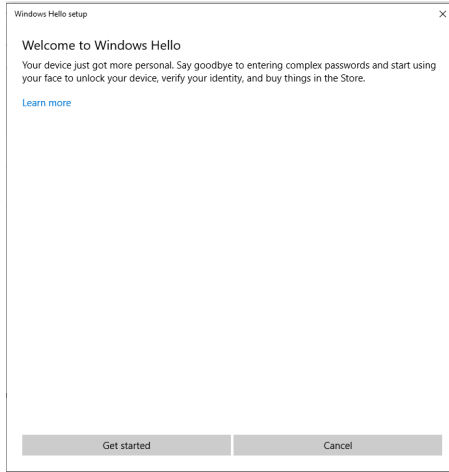 Windows Hello setup
Welcome to Windows Hello
Your device just got more personal. Say goodbye to entering complex passwords and start using
your face to unlock your device, verify your identity, and buy things in the Store.
Learn more
Get started
Cancel